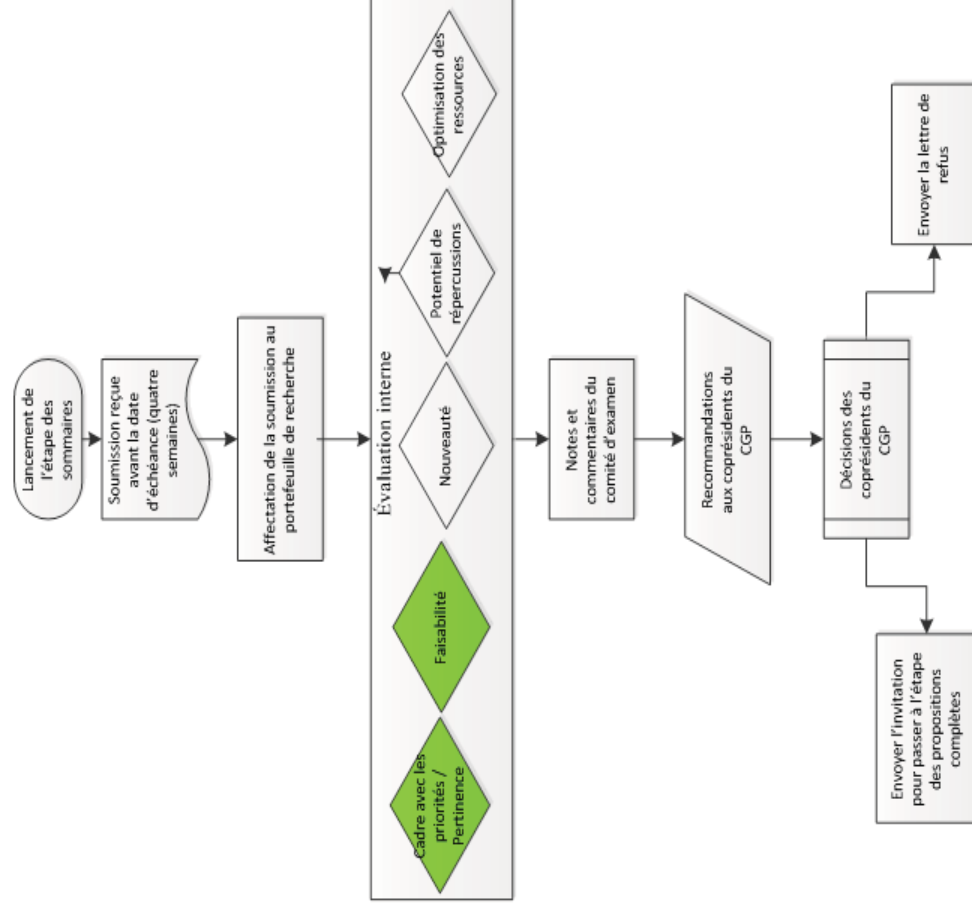 Lancement de
l'étape des
sommaires
Soumission reçue
avant la date
d'échéance (quatre
semaines)
Affectation de la soumission au
portefeuille de recherche
Évaluation interne
Cadre avec les
priorités /
Pertinence
Faisabilité
Nouveauté
Potentiel de
répercussions
Optimisation des
ressources
Notes et
commentaires du
comité d'examen
Recommandations
aux coprésidents du
CGP
Décisions des
coprésidents du
CGP
Envoyer l'invitation
pour passer à l'étape
des propositions
complètes
Envoyer la lettre de
refus